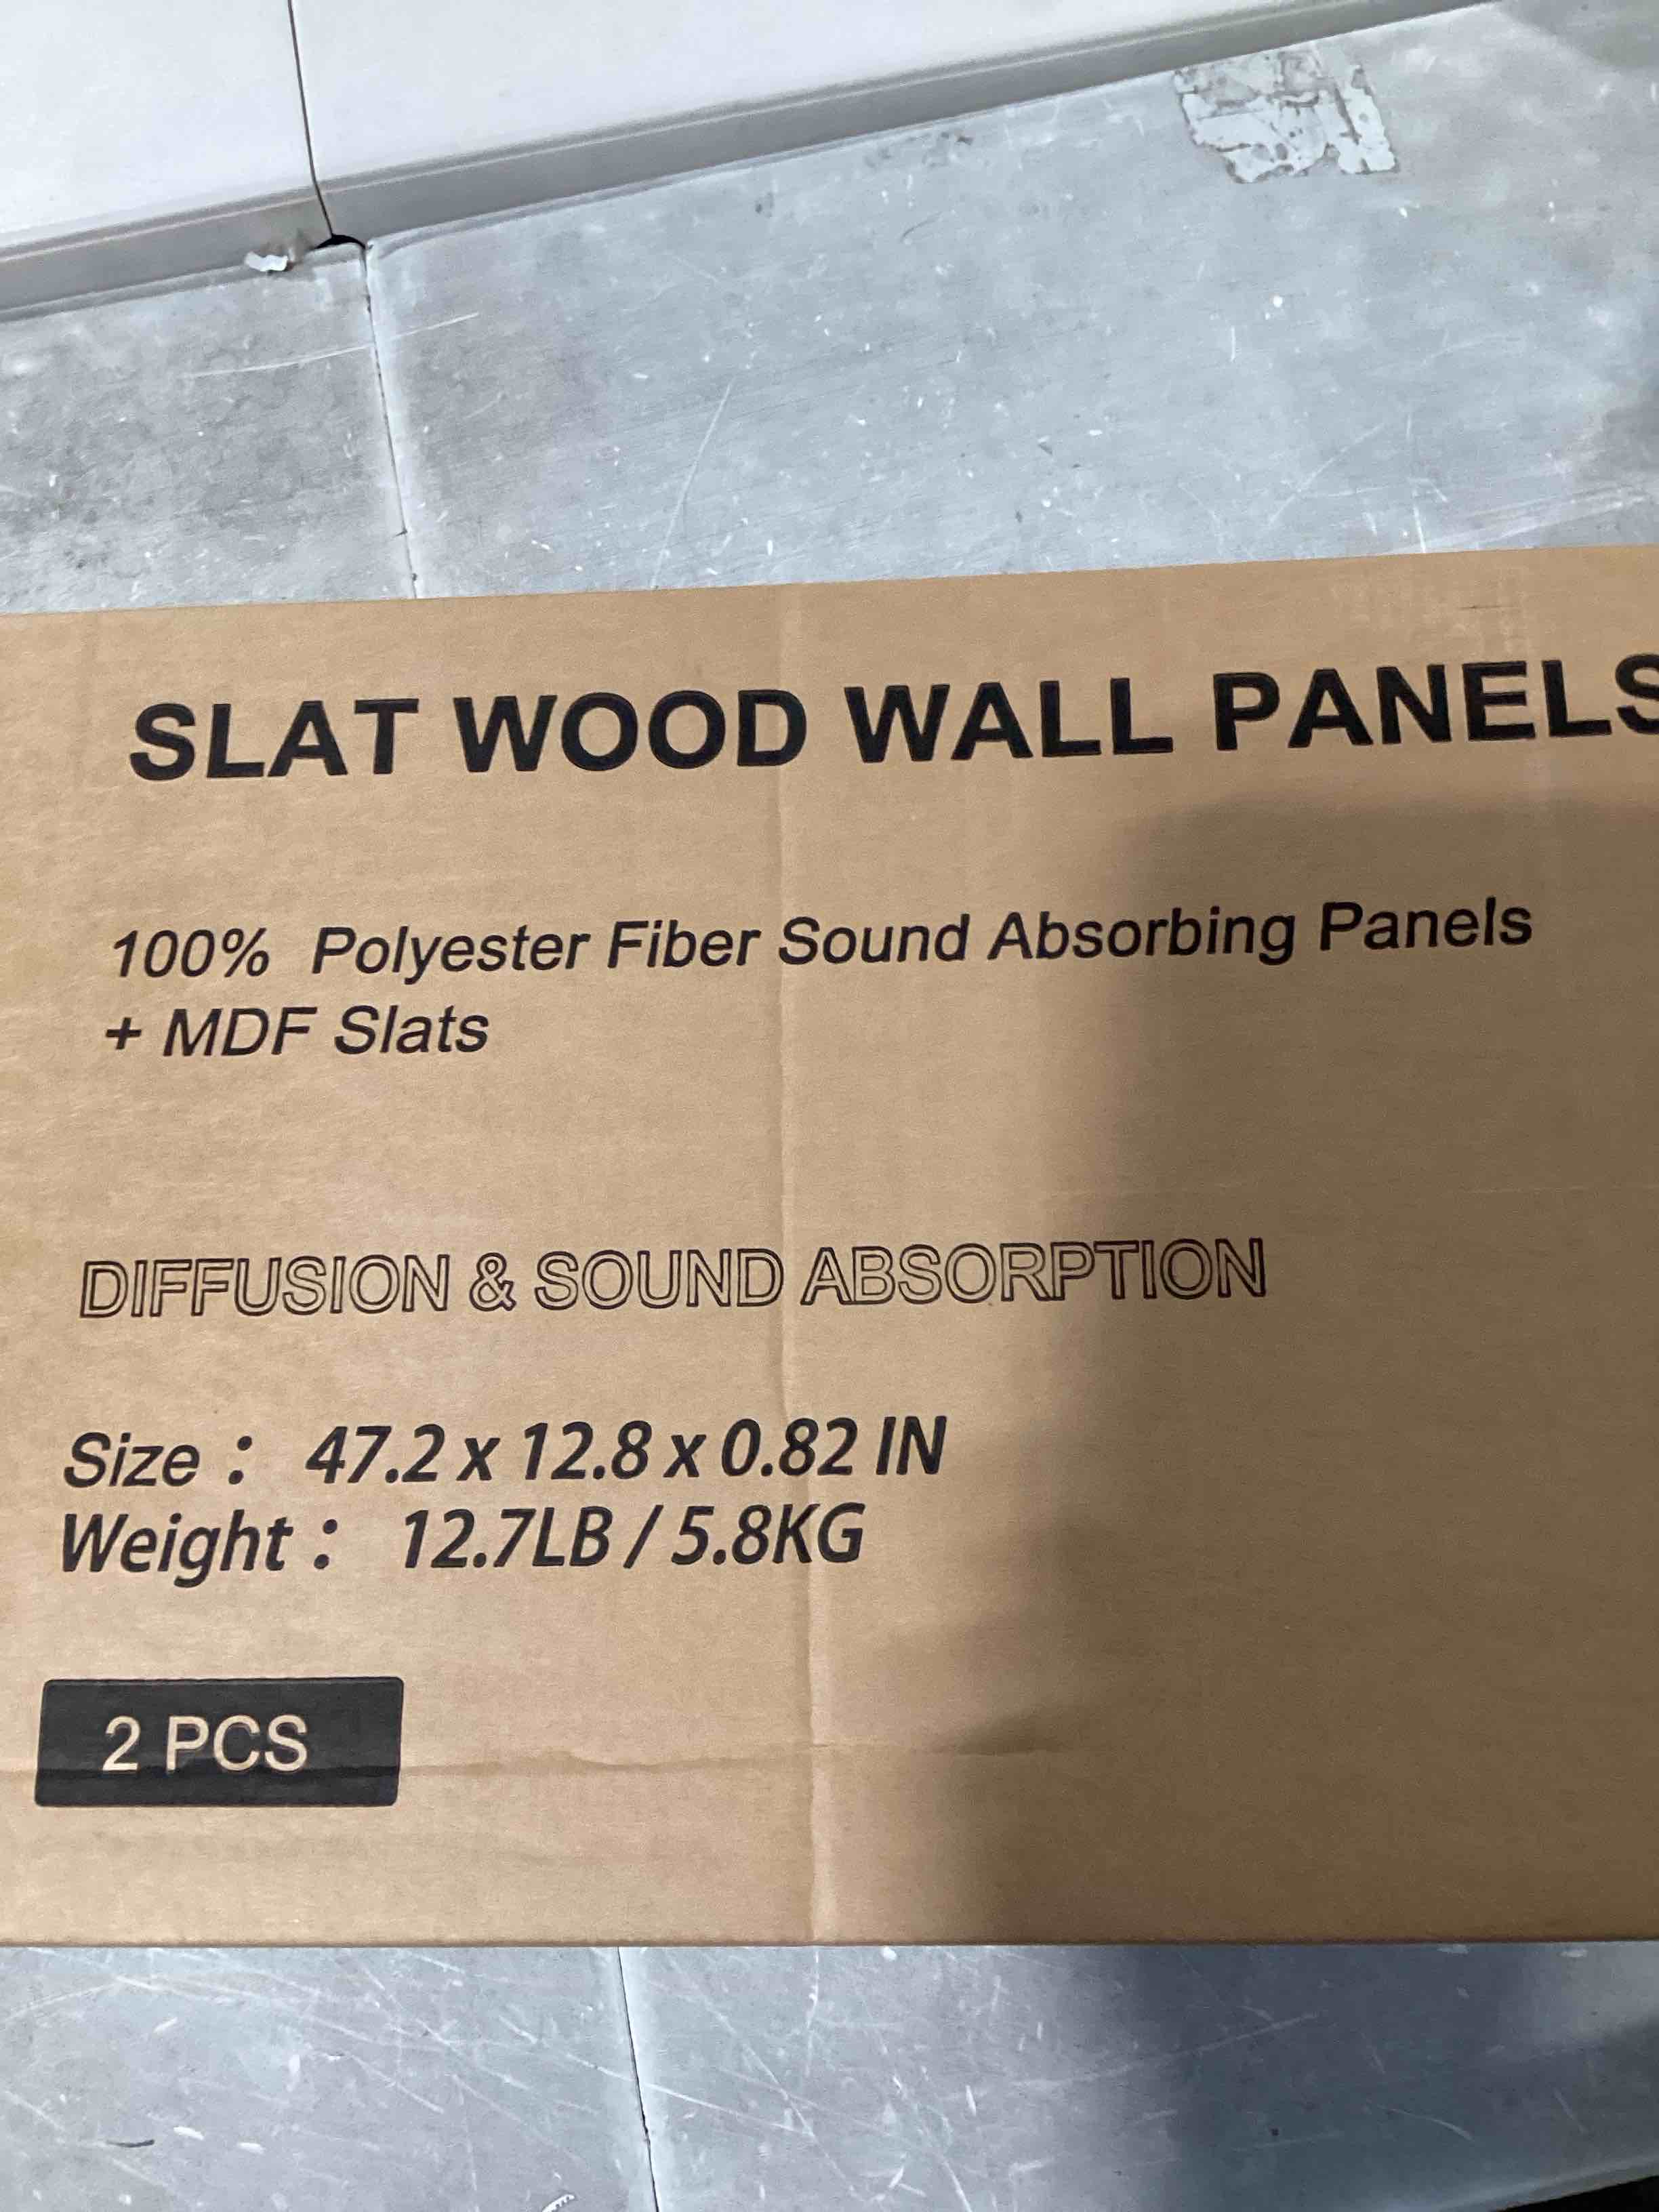 SLAT WOOD WALL PANELS
100% Polyester Fiber Sound Absorbing Panels
+ MDF Slats
DIFFUSION & SOUND ABSORPTION
Size : 47.2 x 12.8 x 0.82 IN
Weight : 12.7LB / 5.8KG
2 PCS